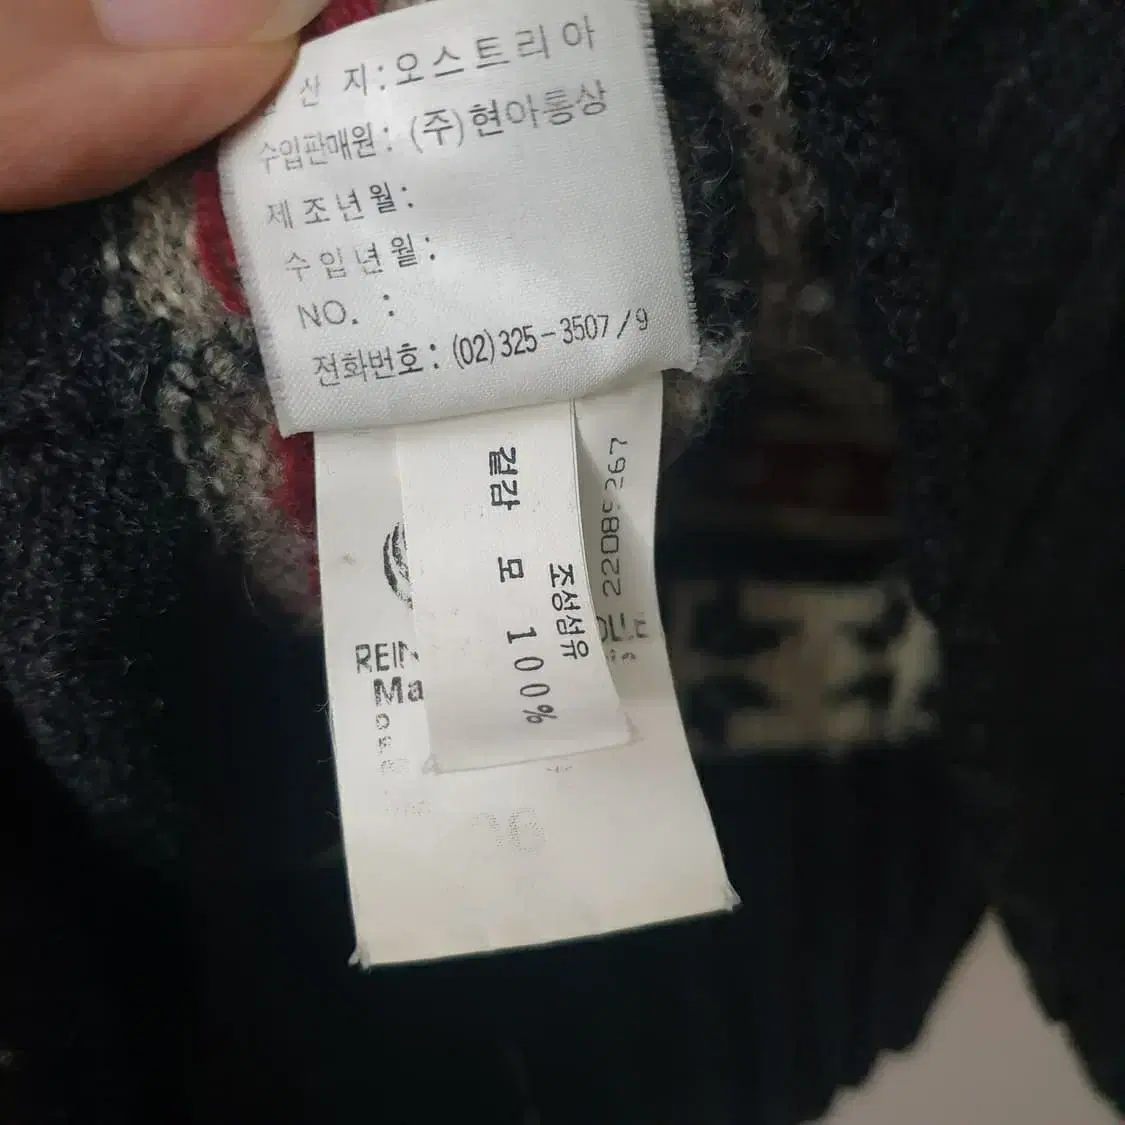 산 지:오스트리아
수입판매원: (주)현아통상
제조년월:
수입년월:
NO. :
전화번호: (02)325-3507/9
조성섬유
겉감 모 100%
REIN
Ma